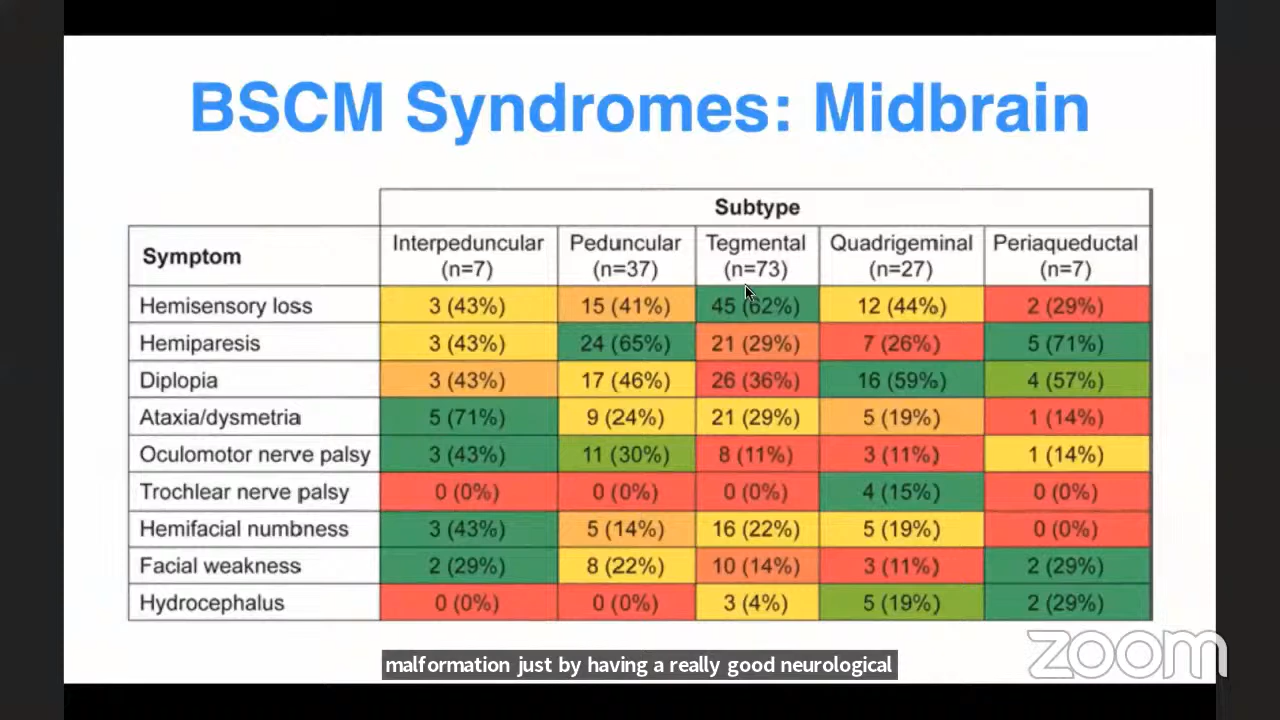 BSCM Syndromes: Midbrain
Subtype
Symptom Interpeduncular (n=7) Peduncular (n=37) Tegmental (n=73) Quadrigeminal (n=27) Periaqueductal (n=7)
Hemisensory loss 3 (43%) 15 (41%) 45 (62%) 12 (44%) 2 (29%)
Hemiparesis 3 (43%) 24 (65%) 21 (29%) 7 (26%) 5 (71%)
Diplopia 3 (43%) 17 (46%) 26 (36%) 16 (59%) 4 (57%)
Ataxia/dysmetria 5 (71%) 9 (24%) 21 (29%) 5 (19%) 1 (14%)
Oculomotor nerve palsy 3 (43%) 11 (30%) 8 (11%) 3 (11%) 1 (14%)
Trochlear nerve palsy 0 (0%) 0 (0%) 0 (0%) 4 (15%) 0 (0%)
Hemifacial numbness 3 (43%) 5 (14%) 16 (22%) 5 (19%) 0 (0%)
Facial weakness 2 (29%) 8 (22%) 10 (14%) 3 (11%) 2 (29%)
Hydrocephalus 0 (0%) 0 (0%) 3 (4%) 5 (19%) 2 (29%)
malformation just by having a really good neurological
zoom